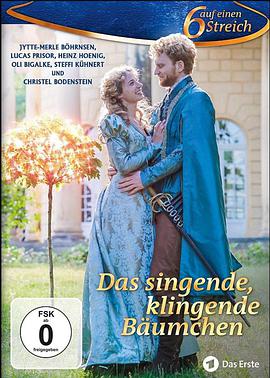 6 auf einen
Streich
JYTTE-MERLE BÖHRNSEN,
LUCAS PRISOR, HEINZ HOENIG,
OLI BIGALKE, STEFFI KÜHNERT
UND
CHRISTEL BODENSTEIN
Das singende,
klingende
Bäumchen
FSK
ab
0
freigegeben
Das Erste